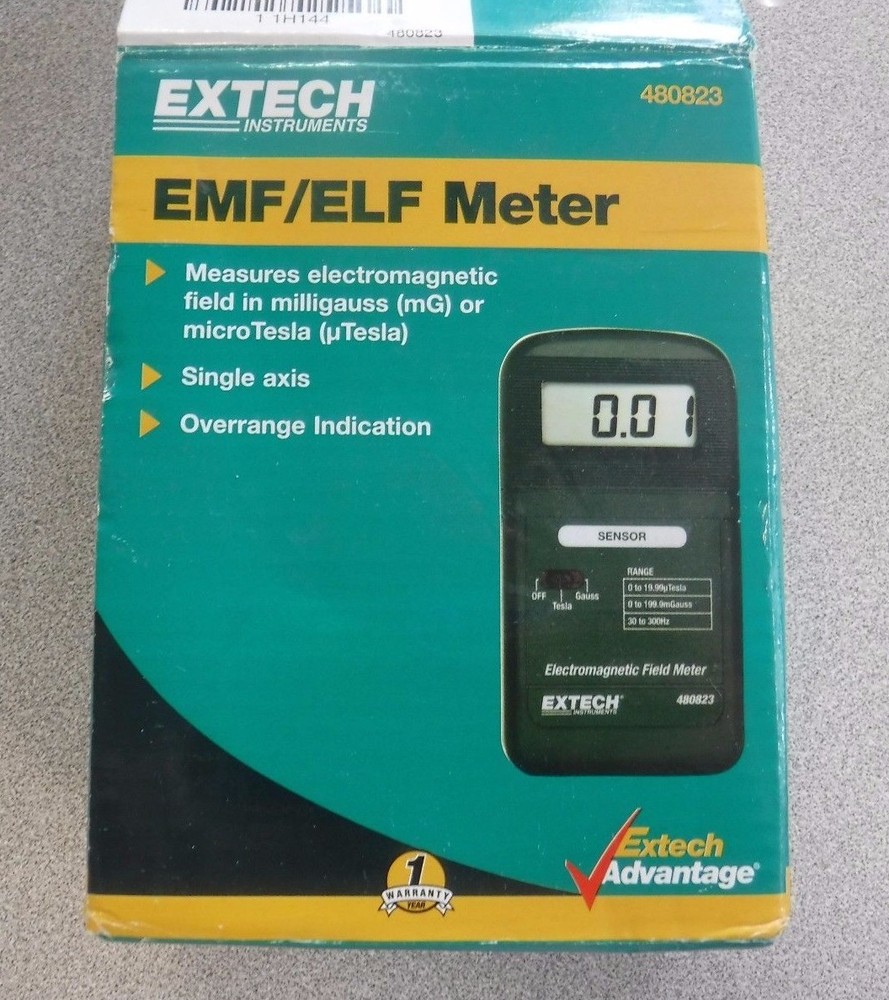 1 1H144
480823
EXTECH
INSTRUMENTS
480823
EMF/ELF Meter
Measures electromagnetic
field in milligauss (mG) or
microTesla (µTesla)
Single axis
Overrange Indication
0.01
SENSOR
RANGE
0 to 19.99µTesla
0 to 199.9mGauss
30 to 300Hz
OFF
Tesla
Gauss
Electromagnetic Field Meter
EXTECH®
INSTRUMENTS
480823
1
WARRANTY
YEAR
Extech
Advantage®